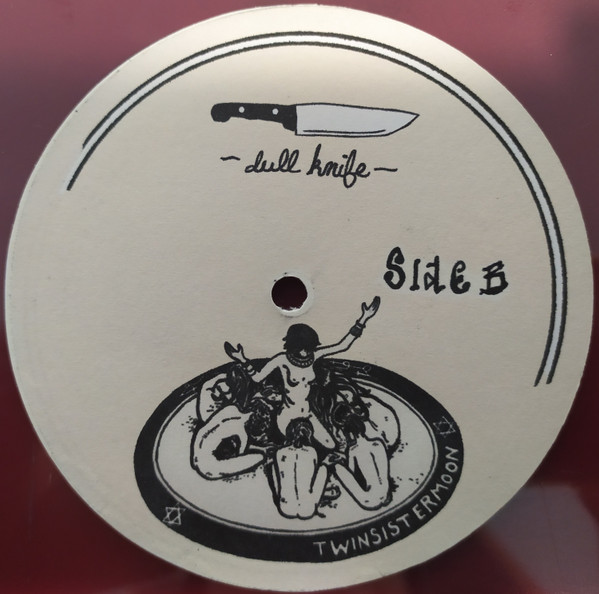 ~ dull knife ~
Side B
TWINSISTERMOON